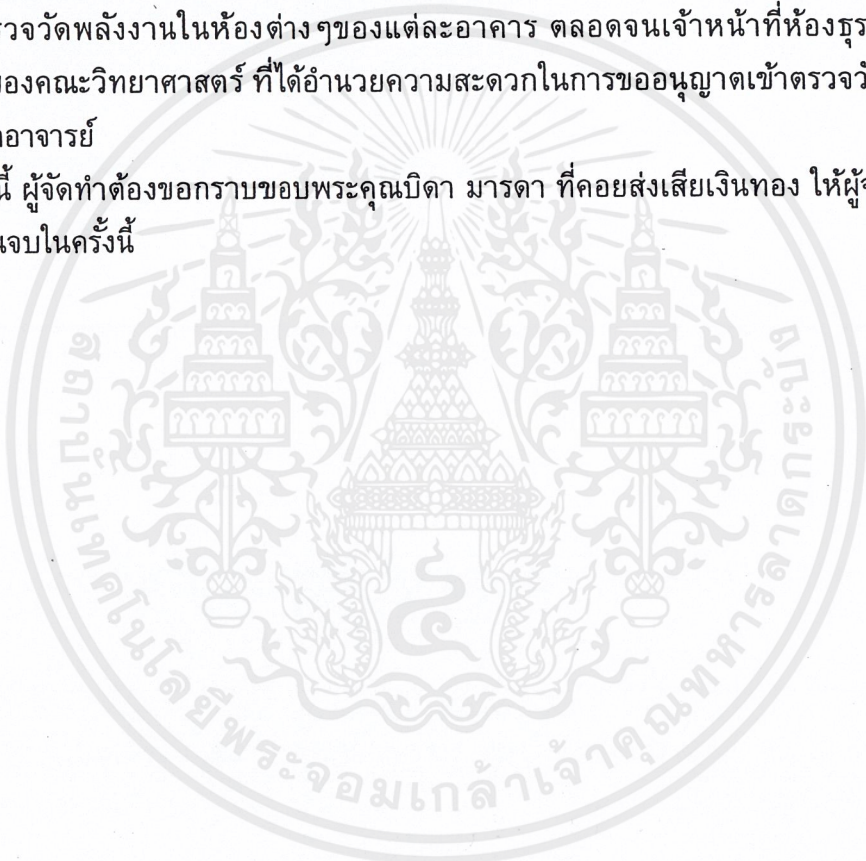 รวจวัดพลังงานในห้องต่างๆของแต่ละอาคาร ตลอดจนเจ้าหน้าที่ห้องธุร
ของคณะวิทยาศาสตร์ ที่ได้อำนวยความสะดวกในการขออนุญาตเข้าตรวจวั
อาจารย์
นี้ ผู้จัดทำต้องขอกราบขอบพระคุณบิดา มารดา ที่คอยส่งเสียเงินทอง ให้ผู้จ
นจบในครั้งนี้
สถาบันเทคโนโลยีพระจอมเกล้าเจ้าคุณทหารลาดกระบัง